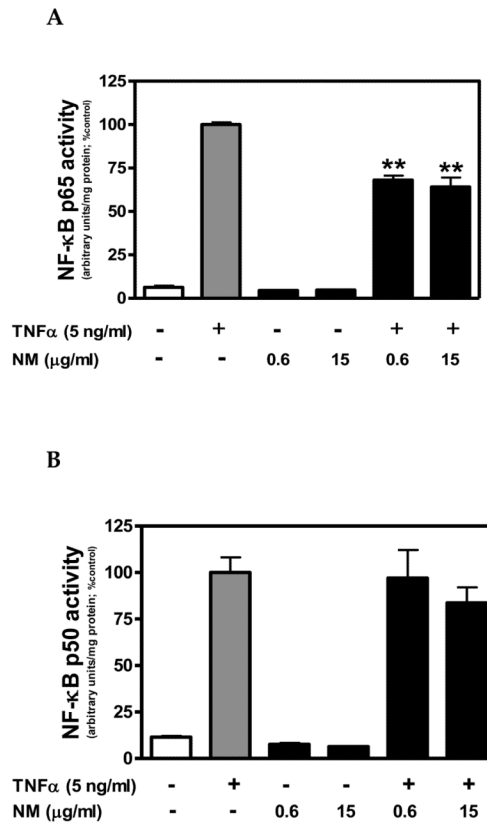 A
NF-κB p65 activity
(arbitrary units/mg protein; %control)
125
100
75
50
25
0
** **
TNFα (5 ng/ml) - + - - + +
NM (μg/ml) - - 0.6 15 0.6 15
B
NF-κB p50 activity
(arbitrary units/mg protein; %control)
125
100
75
50
25
0
TNFα (5 ng/ml) - + - - + +
NM (μg/ml) - - 0.6 15 0.6 15